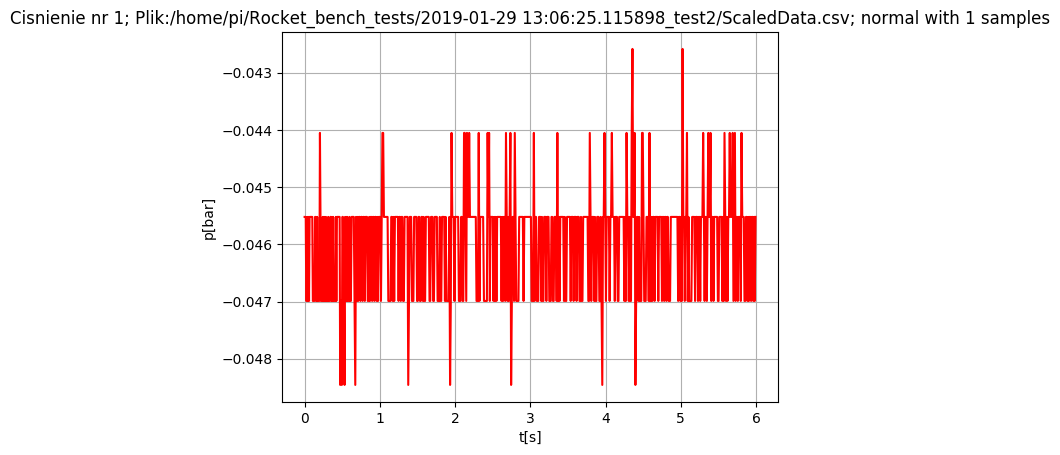 Cisnienie nr 1; Plik:/home/pi/Rocket_bench_tests/2019-01-29 13:06:25.115898_test2/ScaledData.csv; normal with 1 samples
−0.043
−0.044
−0.045
−0.046
−0.047
−0.048
p[bar]
0 1 2 3 4 5 6
t[s]